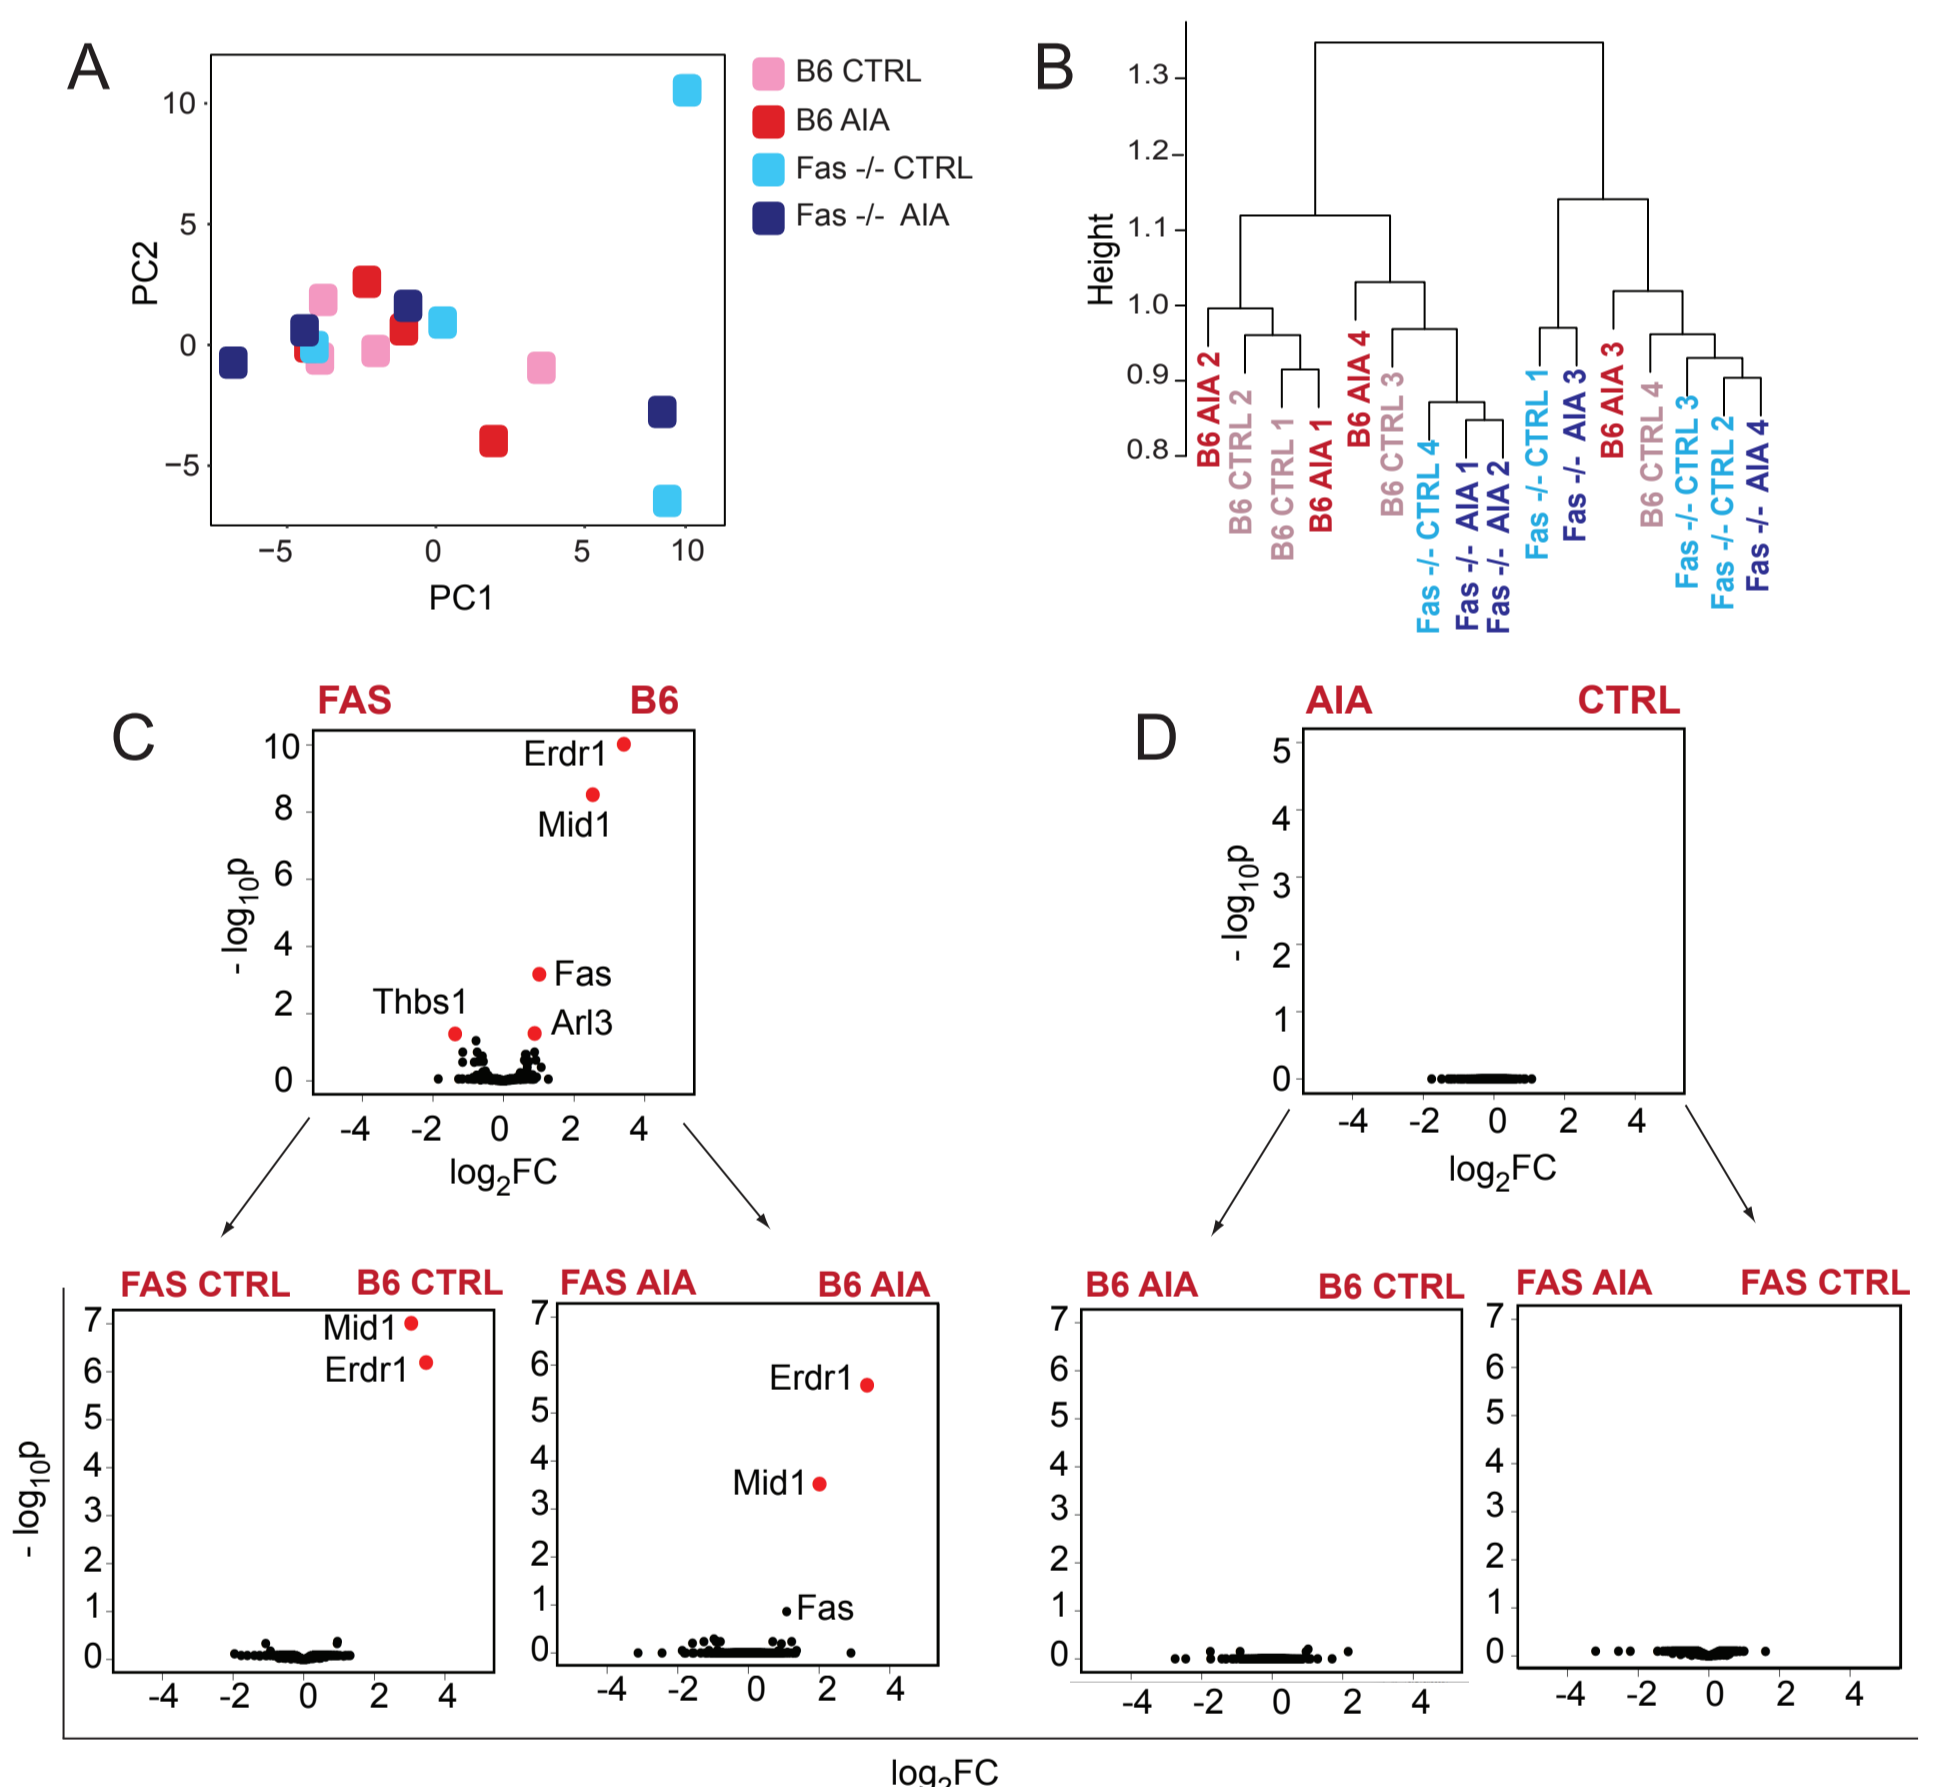 A
B6 CTRL
B6 AIA
Fas -/- CTRL
Fas -/- AIA
10
5
0
−5
PC2
−5
0
5
10
PC1
B
1.3
1.2
1.1
1.0
0.9
0.8
Height
B6 AIA 2
B6 CTRL 2
B6 CTRL 1
B6 AIA 1
B6 AIA 4
B6 CTRL 3
Fas -/- CTRL 4
Fas -/- AIA 1
Fas -/- AIA 2
Fas -/- CTRL 1
Fas -/- AIA 3
B6 AIA 3
B6 CTRL 4
Fas -/- CTRL 3
Fas -/- CTRL 2
Fas -/- AIA 4
C
FAS
B6
10
8
6
4
2
0
- log10p
Erdr1
Mid1
Fas
Thbs1
Arl3
-4
-2
0
2
4
log2FC
D
AIA
CTRL
5
4
3
2
1
0
- log10p
-4
-2
0
2
4
log2FC
FAS CTRL
B6 CTRL
7
6
5
4
3
2
1
0
- log10p
Mid1
Erdr1
-4
-2
0
2
4
FAS AIA
B6 AIA
7
6
5
4
3
2
1
0
Erdr1
Mid1
Fas
-4
-2
0
2
4
B6 AIA
B6 CTRL
7
6
5
4
3
2
1
0
-4
-2
0
2
4
FAS AIA
FAS CTRL
7
6
5
4
3
2
1
0
-4
-2
0
2
4
log2FC